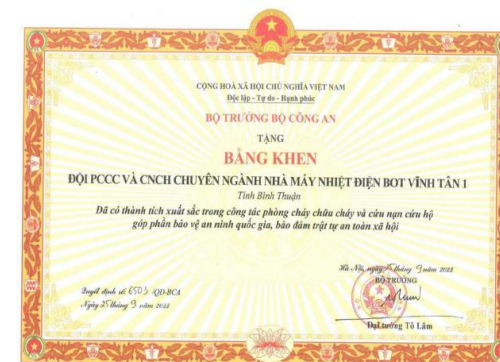 CỘNG HOÀ XÃ HỘI CHỦ NGHĨA VIỆT NAM
Độc lập - Tự do - Hạnh phúc
BỘ TRƯỞNG BỘ CÔNG AN
TẶNG
BẰNG KHEN
ĐỘI PCCC VÀ CNCH CHUYÊN NGÀNH NHÀ MÁY NHIỆT ĐIỆN BOT VĨNH TÂN 1
Tỉnh Bình Thuận
Đã có thành tích xuất sắc trong công tác phòng cháy chữa cháy và cứu nạn cứu hộ
góp phần bảo vệ an ninh quốc gia, bảo đảm trật tự an toàn xã hội
Hà Nội, ngày tháng 9 năm 2022
BỘ TRƯỞNG
Quyết định số: 6503 /QĐ-BCA
Ngày tháng 9 năm 2022
Đại tướng Tô Lâm